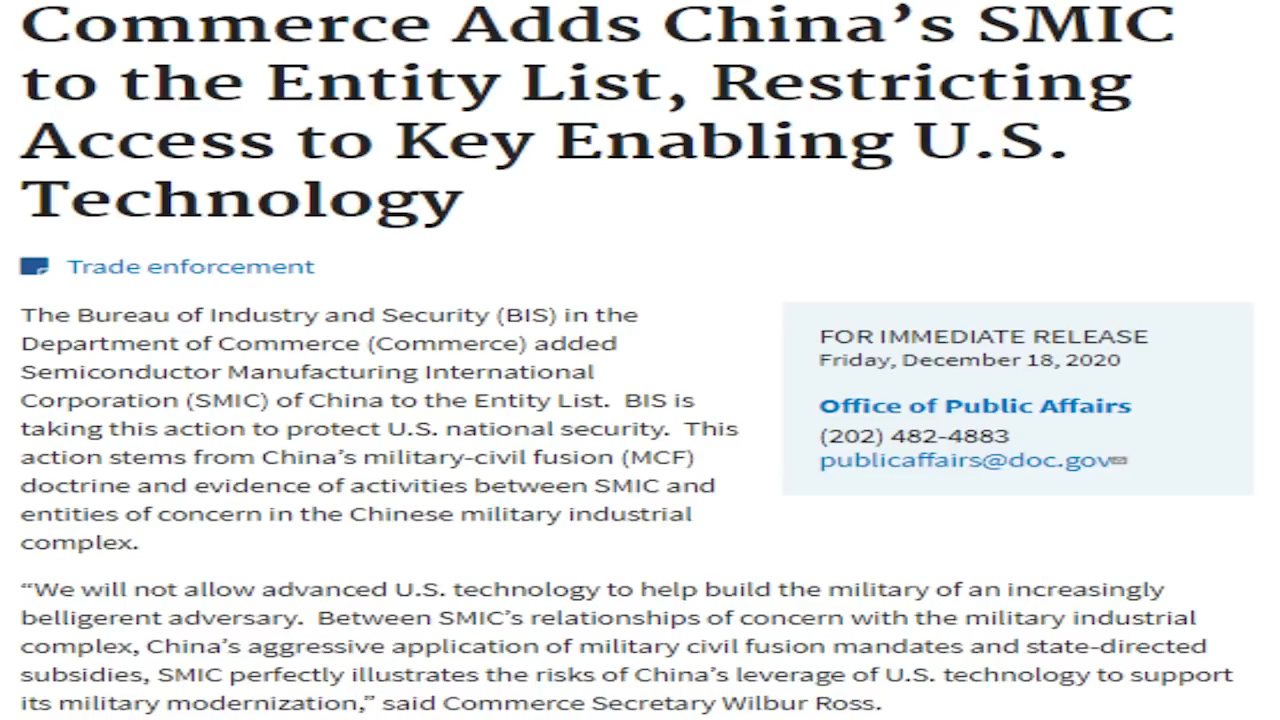 Commerce Adds China’s SMIC
to the Entity List, Restricting
Access to Key Enabling U.S.
Technology
Trade enforcement
The Bureau of Industry and Security (BIS) in the
Department of Commerce (Commerce) added
Semiconductor Manufacturing International
Corporation (SMIC) of China to the Entity List.  BIS is
taking this action to protect U.S. national security.  This
action stems from China’s military-civil fusion (MCF)
doctrine and evidence of activities between SMIC and
entities of concern in the Chinese military industrial
complex.
FOR IMMEDIATE RELEASE
Friday, December 18, 2020
Office of Public Affairs
(202) 482-4883
publicaffairs@doc.gov
“We will not allow advanced U.S. technology to help build the military of an increasingly
belligerent adversary.  Between SMIC’s relationships of concern with the military industrial
complex, China’s aggressive application of military civil fusion mandates and state-directed
subsidies, SMIC perfectly illustrates the risks of China’s leverage of U.S. technology to support
its military modernization,” said Commerce Secretary Wilbur Ross.